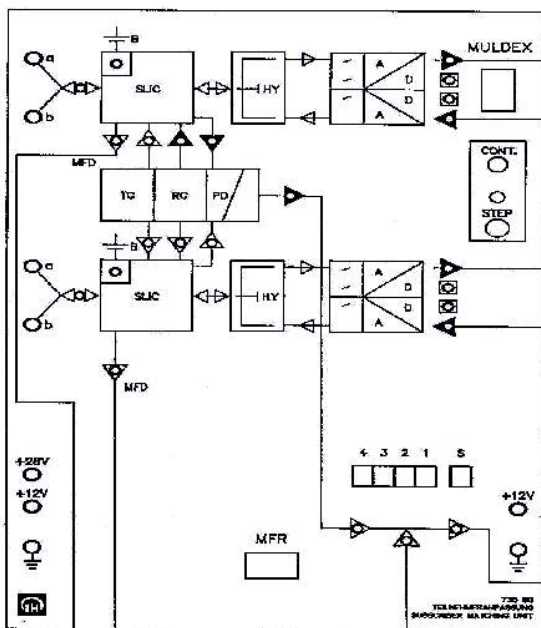 B
MULDEX
a
SLIC
HY
A
D
D
A
b
MFD
CONT.
TG
RG
PD
STEP
B
a
SLIC
HY
A
D
D
A
b
MFD
4 3 2 1 S
+28V
+12V
+12V
MFR
TEILNEHMERANPASSUNG
SUBSCRIBER MATCHING UNIT